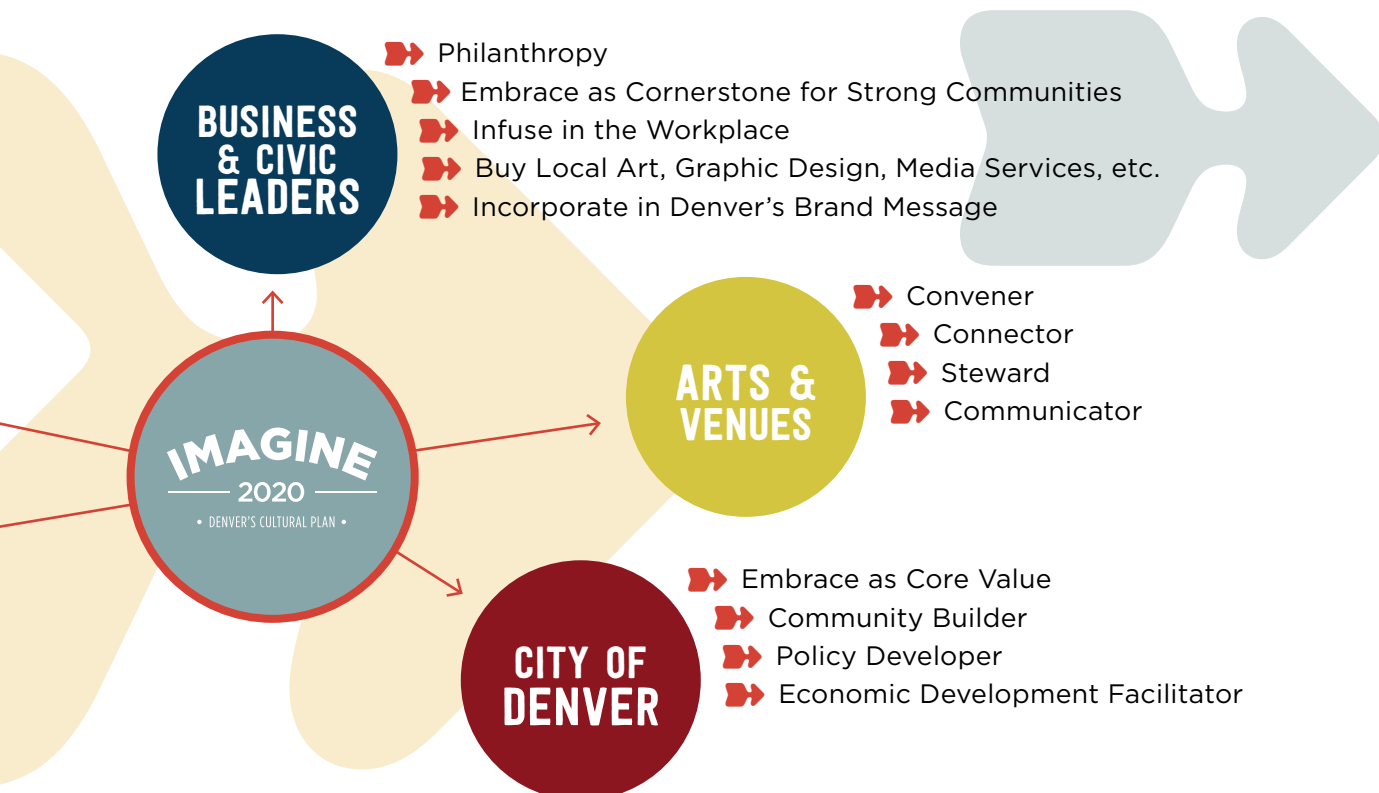 BUSINESS
& CIVIC
LEADERS
Philanthropy
Embrace as Cornerstone for Strong Communities
Infuse in the Workplace
Buy Local Art, Graphic Design, Media Services, etc.
Incorporate in Denver’s Brand Message
IMAGINE
2020
• DENVER’S CULTURAL PLAN •
ARTS &
VENUES
Convener
Connector
Steward
Communicator
CITY OF
DENVER
Embrace as Core Value
Community Builder
Policy Developer
Economic Development Facilitator